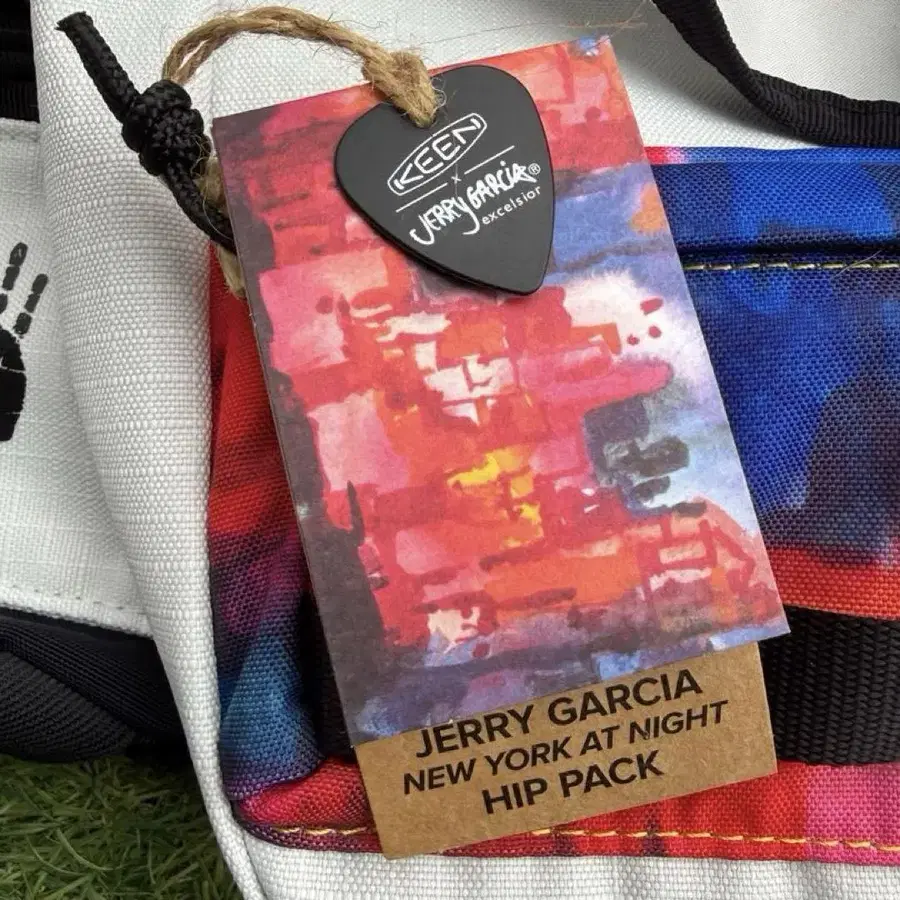 KEEN
x
JERRY GARCIA®
excelsior
JERRY GARCIA
NEW YORK AT NIGHT
HIP PACK